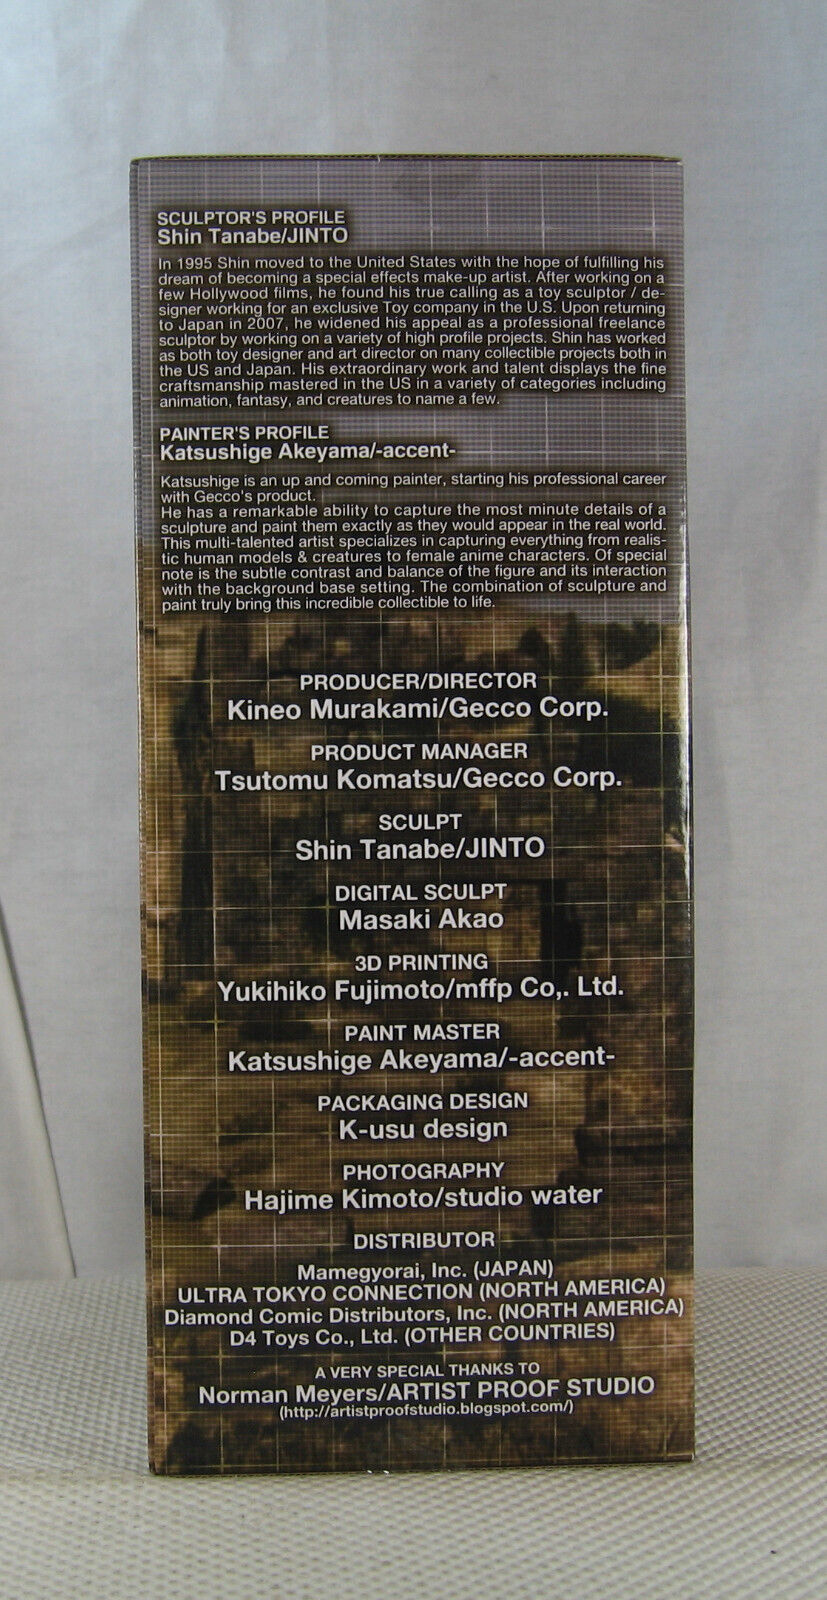 SCULPTOR'S PROFILE
Shin Tanabe/JINTO
In 1995 Shin moved to the United States with the hope of fulfilling his
dream of becoming a special effects make-up artist. After working on a
few Hollywood films, he found his true calling as a toy sculptor / de-
signer working for an exclusive Toy company in the U.S. Upon returning
to Japan in 2007, he widened his appeal as a professional freelance
sculptor by working on a variety of high profile projects. Shin has worked
as both toy designer and art director on many collectible projects both in
the US and Japan. His extraordinary work and talent displays the fine
craftsmanship mastered in the US in a variety of categories including
animation, fantasy, and creatures to name a few.
PAINTER'S PROFILE
Katsushige Akeyama/-accent-
Katsushige is an up and coming painter, starting his professional career
with Gecco's product.
He has a remarkable ability to capture the most minute details of a
sculpture and paint them exactly as they would appear in the real world.
This multi-talented artist specializes in capturing everything from realis-
tic human models & creatures to female anime characters. Of special
note is the subtle contrast and balance of the figure and its interaction
with the background base setting. The combination of sculpture and
paint truly bring this incredible collectible to life.
PRODUCER/DIRECTOR
Kineo Murakami/Gecco Corp.
PRODUCT MANAGER
Tsutomu Komatsu/Gecco Corp.
SCULPT
Shin Tanabe/JINTO
DIGITAL SCULPT
Masaki Akao
3D PRINTING
Yukihiko Fujimoto/mffp Co,. Ltd.
PAINT MASTER
Katsushige Akeyama/-accent-
PACKAGING DESIGN
K-usu design
PHOTOGRAPHY
Hajime Kimoto/studio water
DISTRIBUTOR
Mamegyorai, Inc. (JAPAN)
ULTRA TOKYO CONNECTION (NORTH AMERICA)
Diamond Comic Distributors, Inc. (NORTH AMERICA)
D4 Toys Co., Ltd. (OTHER COUNTRIES)
A VERY SPECIAL THANKS TO
Norman Meyers/ARTIST PROOF STUDIO
(http://artistproofstudio.blogspot.com/)